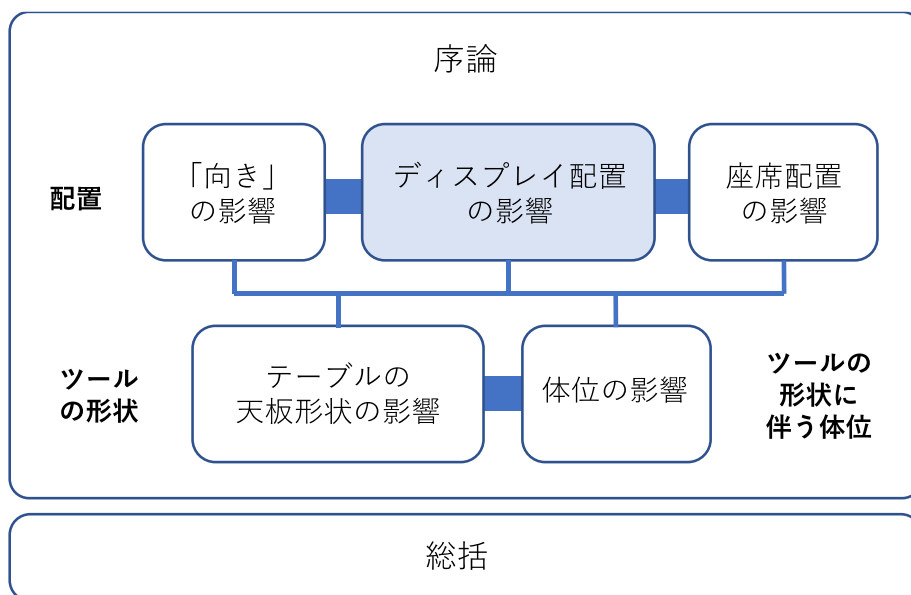 序論
配置
「向き」
の影響
ディスプレイ配置
の影響
座席配置
の影響
ツール
の形状
テーブルの
天板形状の影響
体位の影響
ツールの
形状に
伴う体位
総括